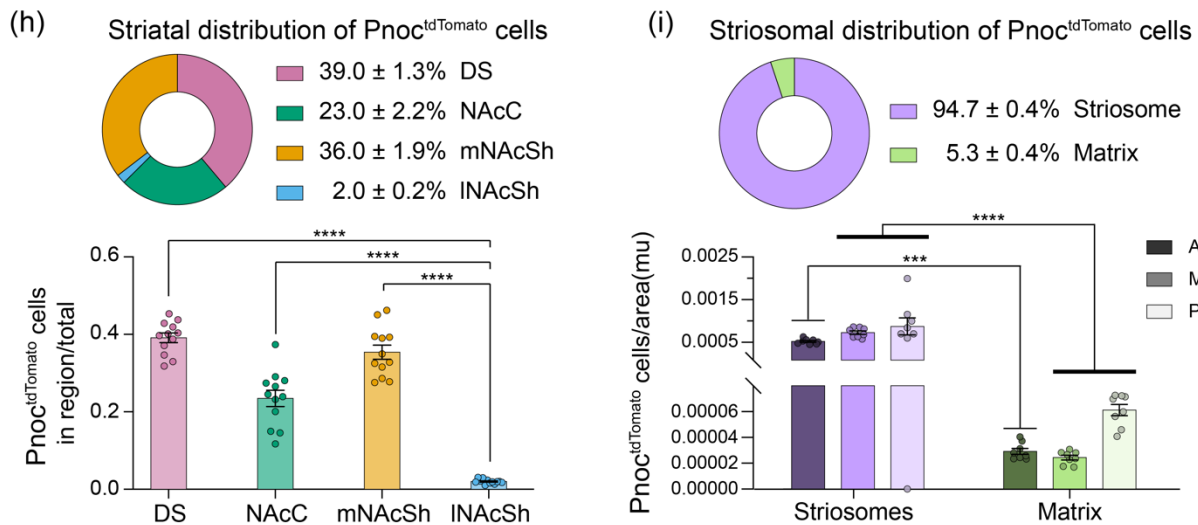 (h)
Striatal distribution of Pnoc^tdTomato cells
39.0 ± 1.3% DS
23.0 ± 2.2% NAcC
36.0 ± 1.9% mNAcSh
2.0 ± 0.2% lNAcSh
****
****
****
Pnoc^tdTomato cells
in region/total
0.6
0.4
0.2
0.0
DS NAcC mNAcSh lNAcSh
(i)
Striosomal distribution of Pnoc^tdTomato cells
94.7 ± 0.4% Striosome
5.3 ± 0.4% Matrix
****
***
A
M
P
Pnoc^tdTomato cells/area(mu)
0.0025
0.0015
0.0005
0.00006
0.00004
0.00002
0.00000
Striosomes Matrix